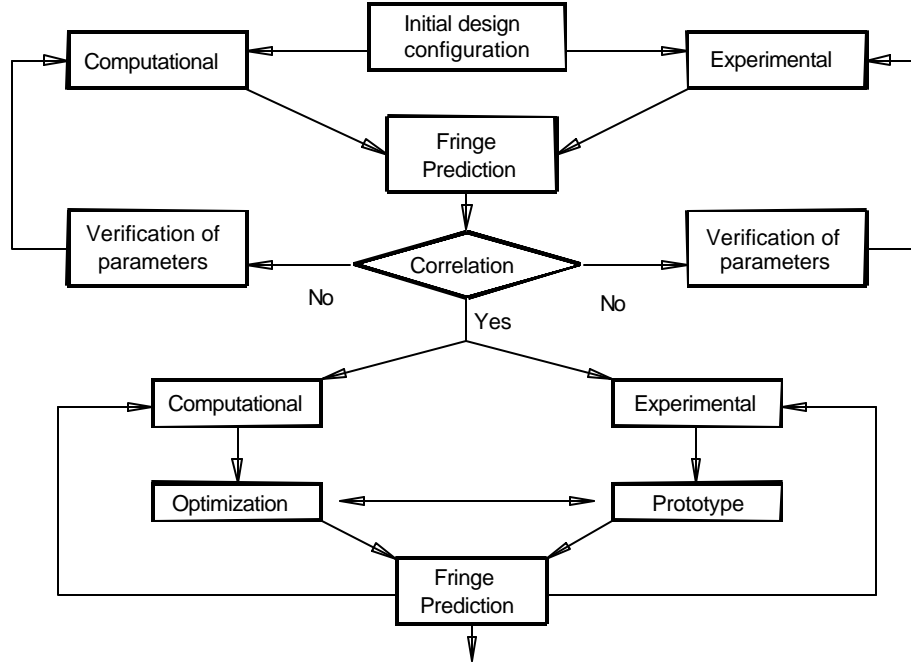 Initial design
configuration
Computational
Experimental
Fringe
Prediction
Verification of
parameters
Correlation
Verification of
parameters
No
No
Yes
Computational
Experimental
Optimization
Prototype
Fringe
Prediction